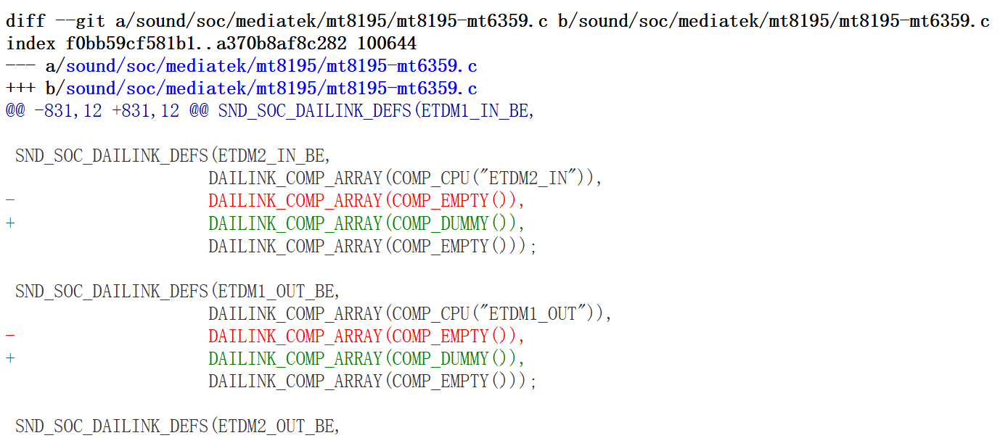 diff --git a/sound/soc/mediatek/mt8195/mt8195-mt6359.c b/sound/soc/mediatek/mt8195/mt8195-mt6359.c
index f0bb59cf581b1..a370b8af8c282 100644
--- a/sound/soc/mediatek/mt8195/mt8195-mt6359.c
+++ b/sound/soc/mediatek/mt8195/mt8195-mt6359.c
@@ -831,12 +831,12 @@ SND_SOC_DAILINK_DEFS(ETDM1_IN_BE,

 SND_SOC_DAILINK_DEFS(ETDM2_IN_BE,
                     DAILINK_COMP_ARRAY(COMP_CPU("ETDM2_IN")),
-                    DAILINK_COMP_ARRAY(COMP_EMPTY()),
+                    DAILINK_COMP_ARRAY(COMP_DUMMY()),
                     DAILINK_COMP_ARRAY(COMP_EMPTY()));

 SND_SOC_DAILINK_DEFS(ETDM1_OUT_BE,
                     DAILINK_COMP_ARRAY(COMP_CPU("ETDM1_OUT")),
-                    DAILINK_COMP_ARRAY(COMP_EMPTY()),
+                    DAILINK_COMP_ARRAY(COMP_DUMMY()),
                     DAILINK_COMP_ARRAY(COMP_EMPTY()));

 SND_SOC_DAILINK_DEFS(ETDM2_OUT_BE,